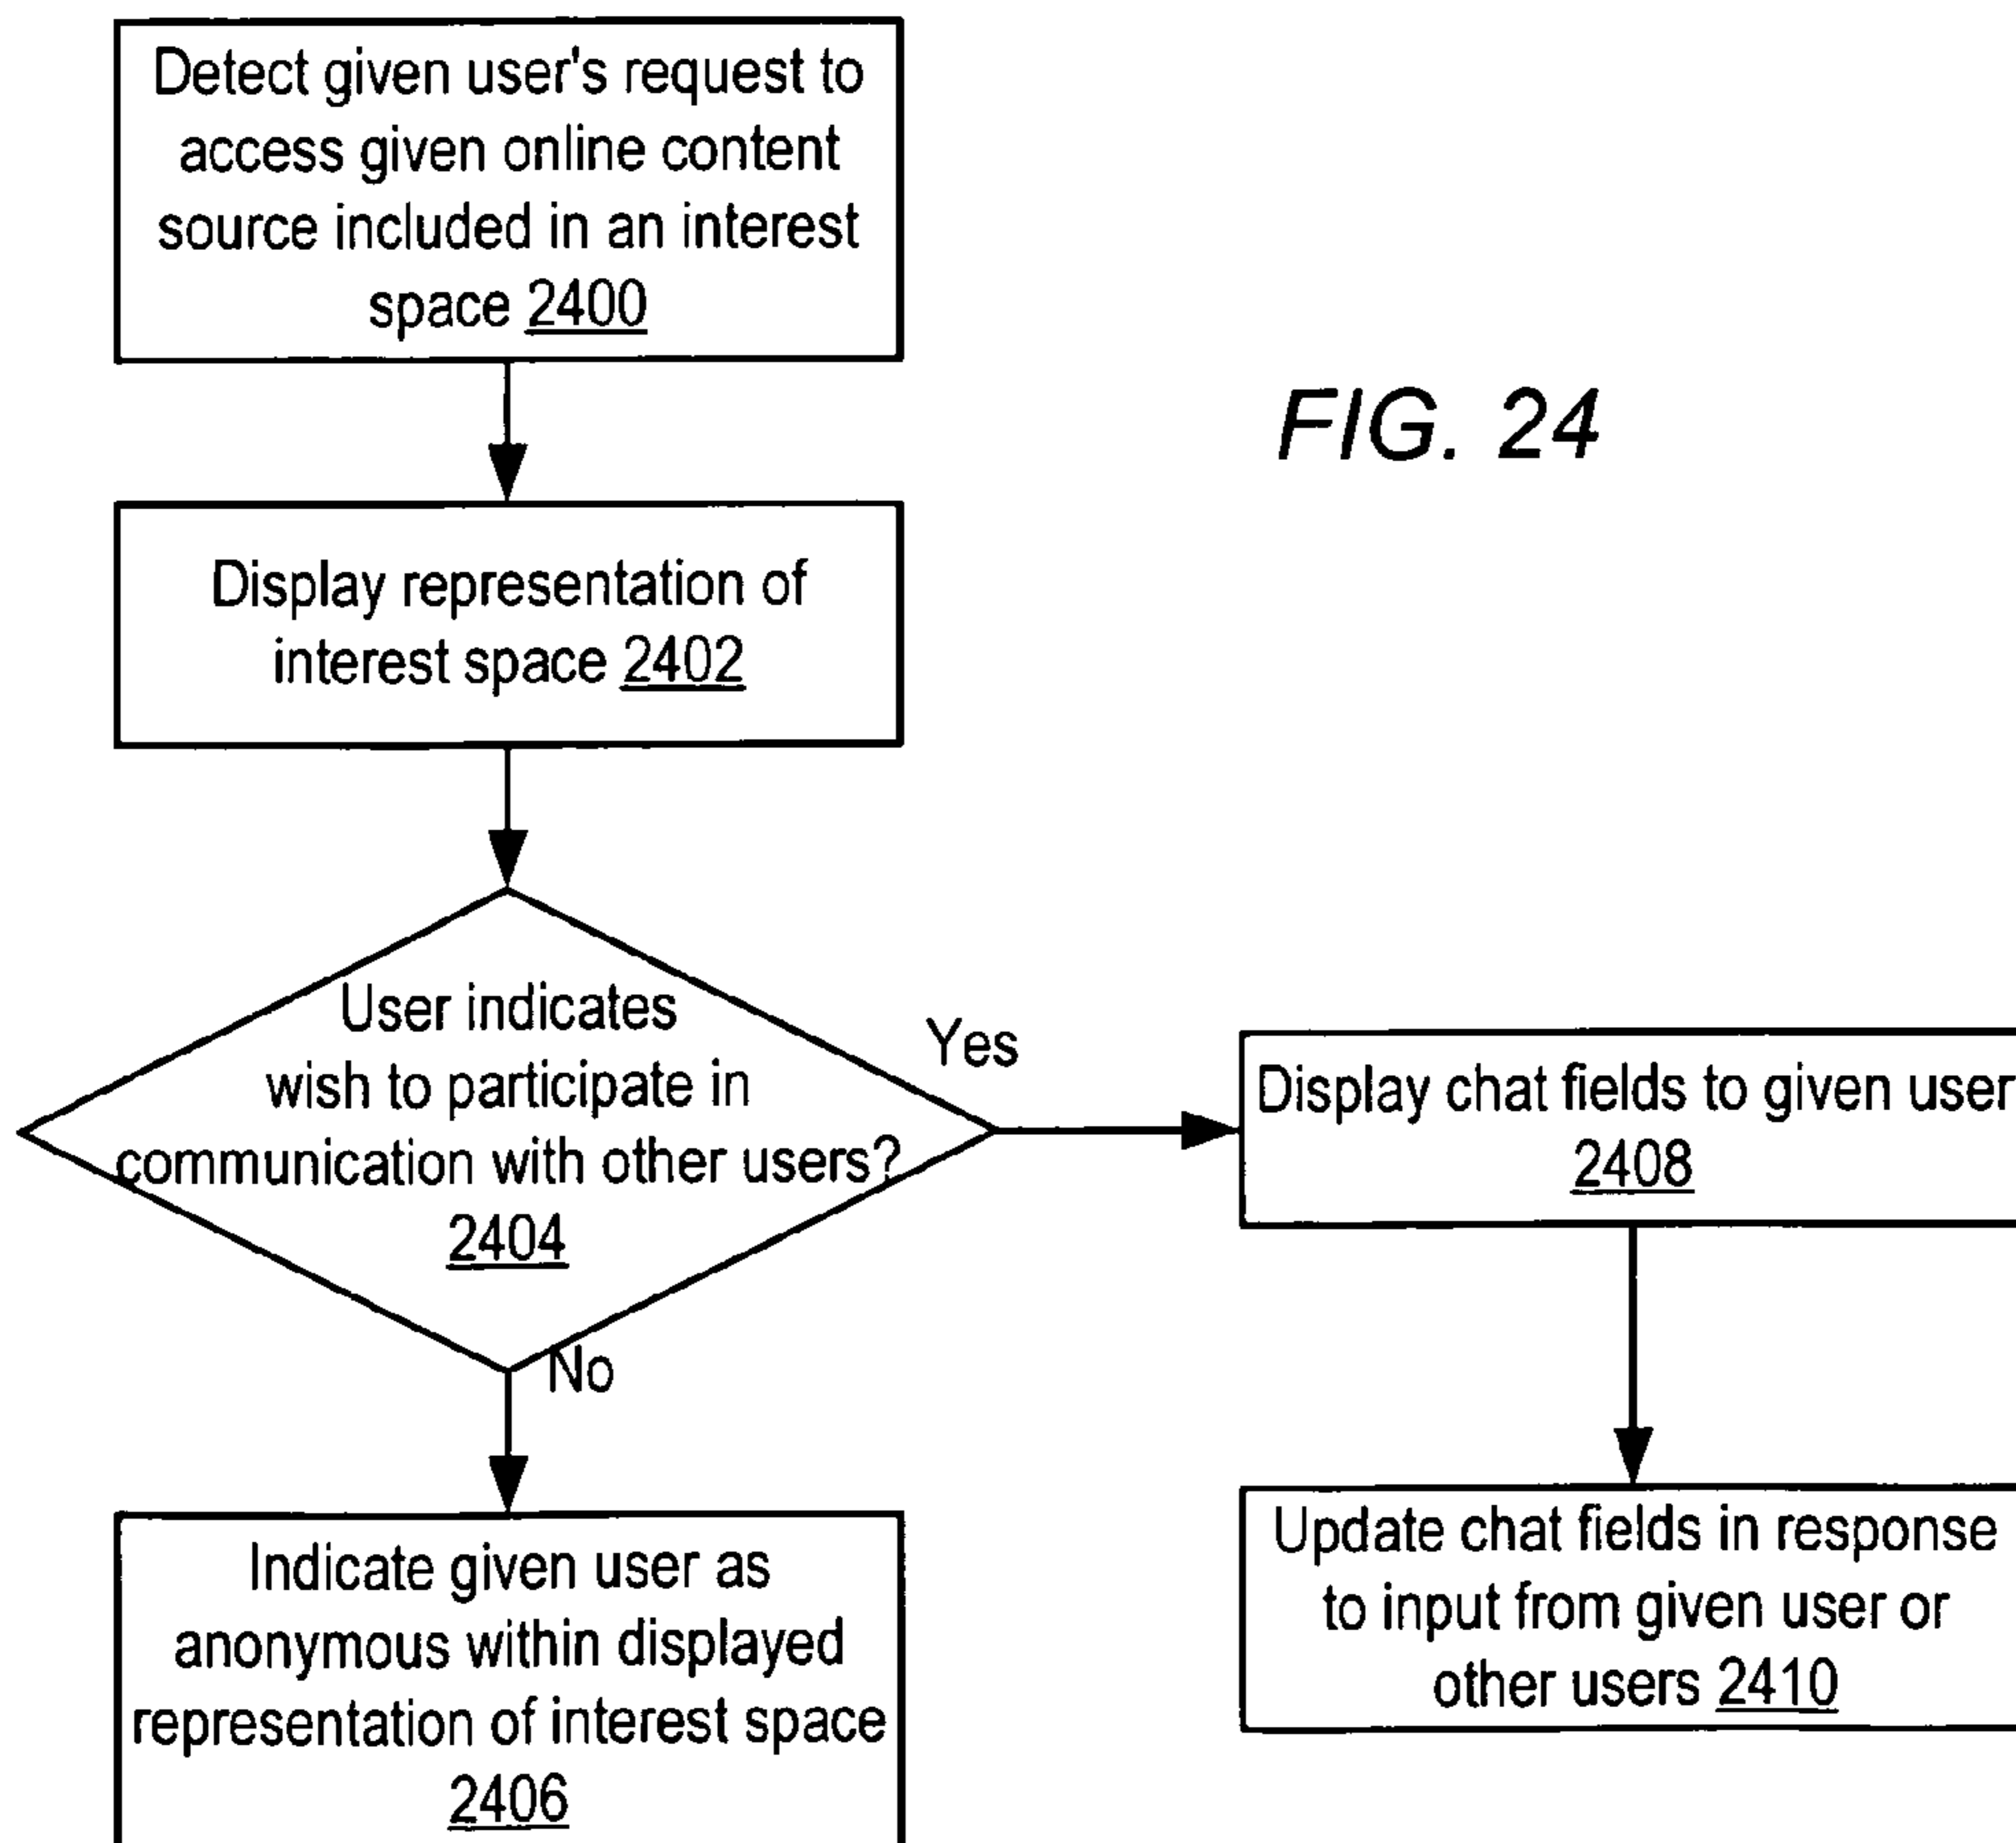 Detect given user's request to
access given online content
source included in an interest
space 2400
FIG. 24
Display representation of
interest space 2402
User indicates
wish to participate in
communication with other users?
2404
Yes
No
Display chat fields to given user
2408
Update chat fields in response
to input from given user or
other users 2410
Indicate given user as
anonymous within displayed
representation of interest space
2406